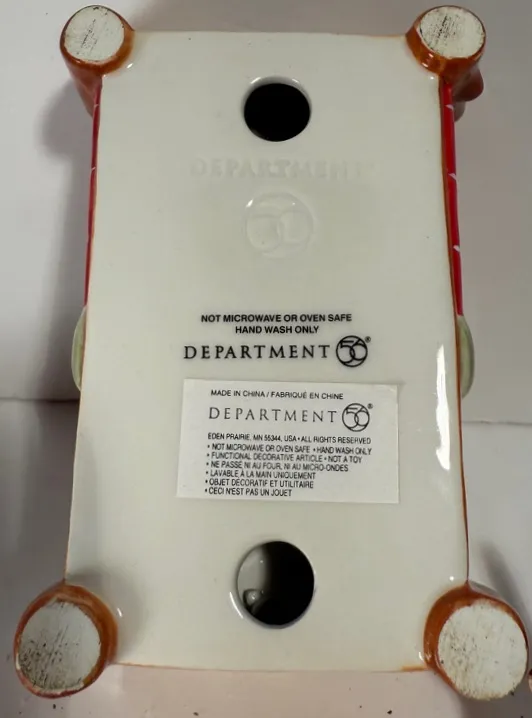 DEPARTMENT
56
NOT MICROWAVE OR OVEN SAFE
HAND WASH ONLY
DEPARTMENT 56®
MADE IN CHINA / FABRIQUÉ EN CHINE
DEPARTMENT 56®
EDEN PRAIRIE, MN 55344, USA • ALL RIGHTS RESERVED
• NOT MICROWAVE OR OVEN SAFE • HAND WASH ONLY
• FUNCTIONAL DECORATIVE ARTICLE • NOT A TOY
• NE PASSE NI AU FOUR, NI AU MICRO-ONDES
• LAVABLE À LA MAIN UNIQUEMENT
• OBJET DÉCORATIF ET UTILITAIRE
• CECI N'EST PAS UN JOUET